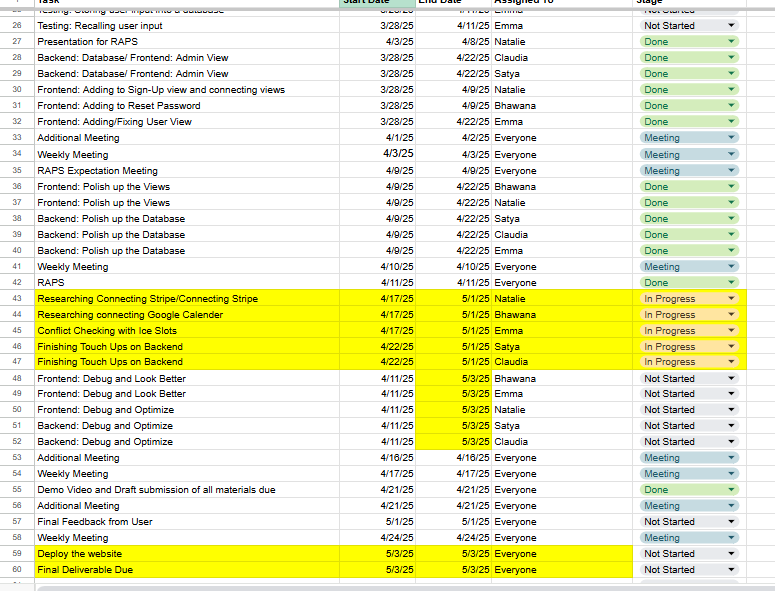 Task Start Date End Date Assigned To Stage
Testing: Storing user input into a database Emma Not Started
26 Testing: Recalling user input 3/28/25 4/11/25 Emma Not Started
27 Presentation for RAPS 4/3/25 4/8/25 Natalie Done
28 Backend: Database/ Frontend: Admin View 3/28/25 4/22/25 Claudia Done
29 Backend: Database/ Frontend: Admin View 3/28/25 4/22/25 Satya Done
30 Frontend: Adding to Sign-Up view and connecting views 3/28/25 4/9/25 Natalie Done
31 Frontend: Adding to Reset Password 3/28/25 4/9/25 Bhawana Done
32 Frontend: Adding/Fixing User View 3/28/25 4/22/25 Emma Done
33 Additional Meeting 4/1/25 4/2/25 Everyone Meeting
34 Weekly Meeting 4/3/25 4/3/25 Everyone Meeting
35 RAPS Expectation Meeting 4/9/25 4/9/25 Everyone Meeting
36 Frontend: Polish up the Views 4/9/25 4/22/25 Bhawana Done
37 Frontend: Polish up the Views 4/9/25 4/22/25 Natalie Done
38 Backend: Polish up the Database 4/9/25 4/22/25 Satya Done
39 Backend: Polish up the Database 4/9/25 4/22/25 Claudia Done
40 Backend: Polish up the Database 4/9/25 4/22/25 Emma Done
41 Weekly Meeting 4/10/25 4/10/25 Everyone Meeting
42 RAPS 4/11/25 4/11/25 Everyone Done
43 Researching Connecting Stripe/Connecting Stripe 4/17/25 5/1/25 Natalie In Progress
44 Researching connecting Google Calender 4/17/25 5/1/25 Bhawana In Progress
45 Conflict Checking with Ice Slots 4/17/25 5/1/25 Emma In Progress
46 Finishing Touch Ups on Backend 4/22/25 5/1/25 Satya In Progress
47 Finishing Touch Ups on Backend 4/22/25 5/1/25 Claudia In Progress
48 Frontend: Debug and Look Better 4/11/25 5/3/25 Bhawana Not Started
49 Frontend: Debug and Look Better 4/11/25 5/3/25 Emma Not Started
50 Frontend: Debug and Optimize 4/11/25 5/3/25 Natalie Not Started
51 Backend: Debug and Optimize 4/11/25 5/3/25 Satya Not Started
52 Backend: Debug and Optimize 4/11/25 5/3/25 Claudia Not Started
53 Additional Meeting 4/16/25 4/16/25 Everyone Meeting
54 Weekly Meeting 4/17/25 4/17/25 Everyone Meeting
55 Demo Video and Draft submission of all materials due 4/21/25 4/21/25 Everyone Done
56 Additional Meeting 4/21/25 4/21/25 Everyone Meeting
57 Final Feedback from User 5/1/25 5/1/25 Everyone Not Started
58 Weekly Meeting 4/24/25 4/24/25 Everyone Meeting
59 Deploy the website 5/3/25 5/3/25 Everyone Not Started
60 Final Deliverable Due 5/3/25 5/3/25 Everyone Not Started